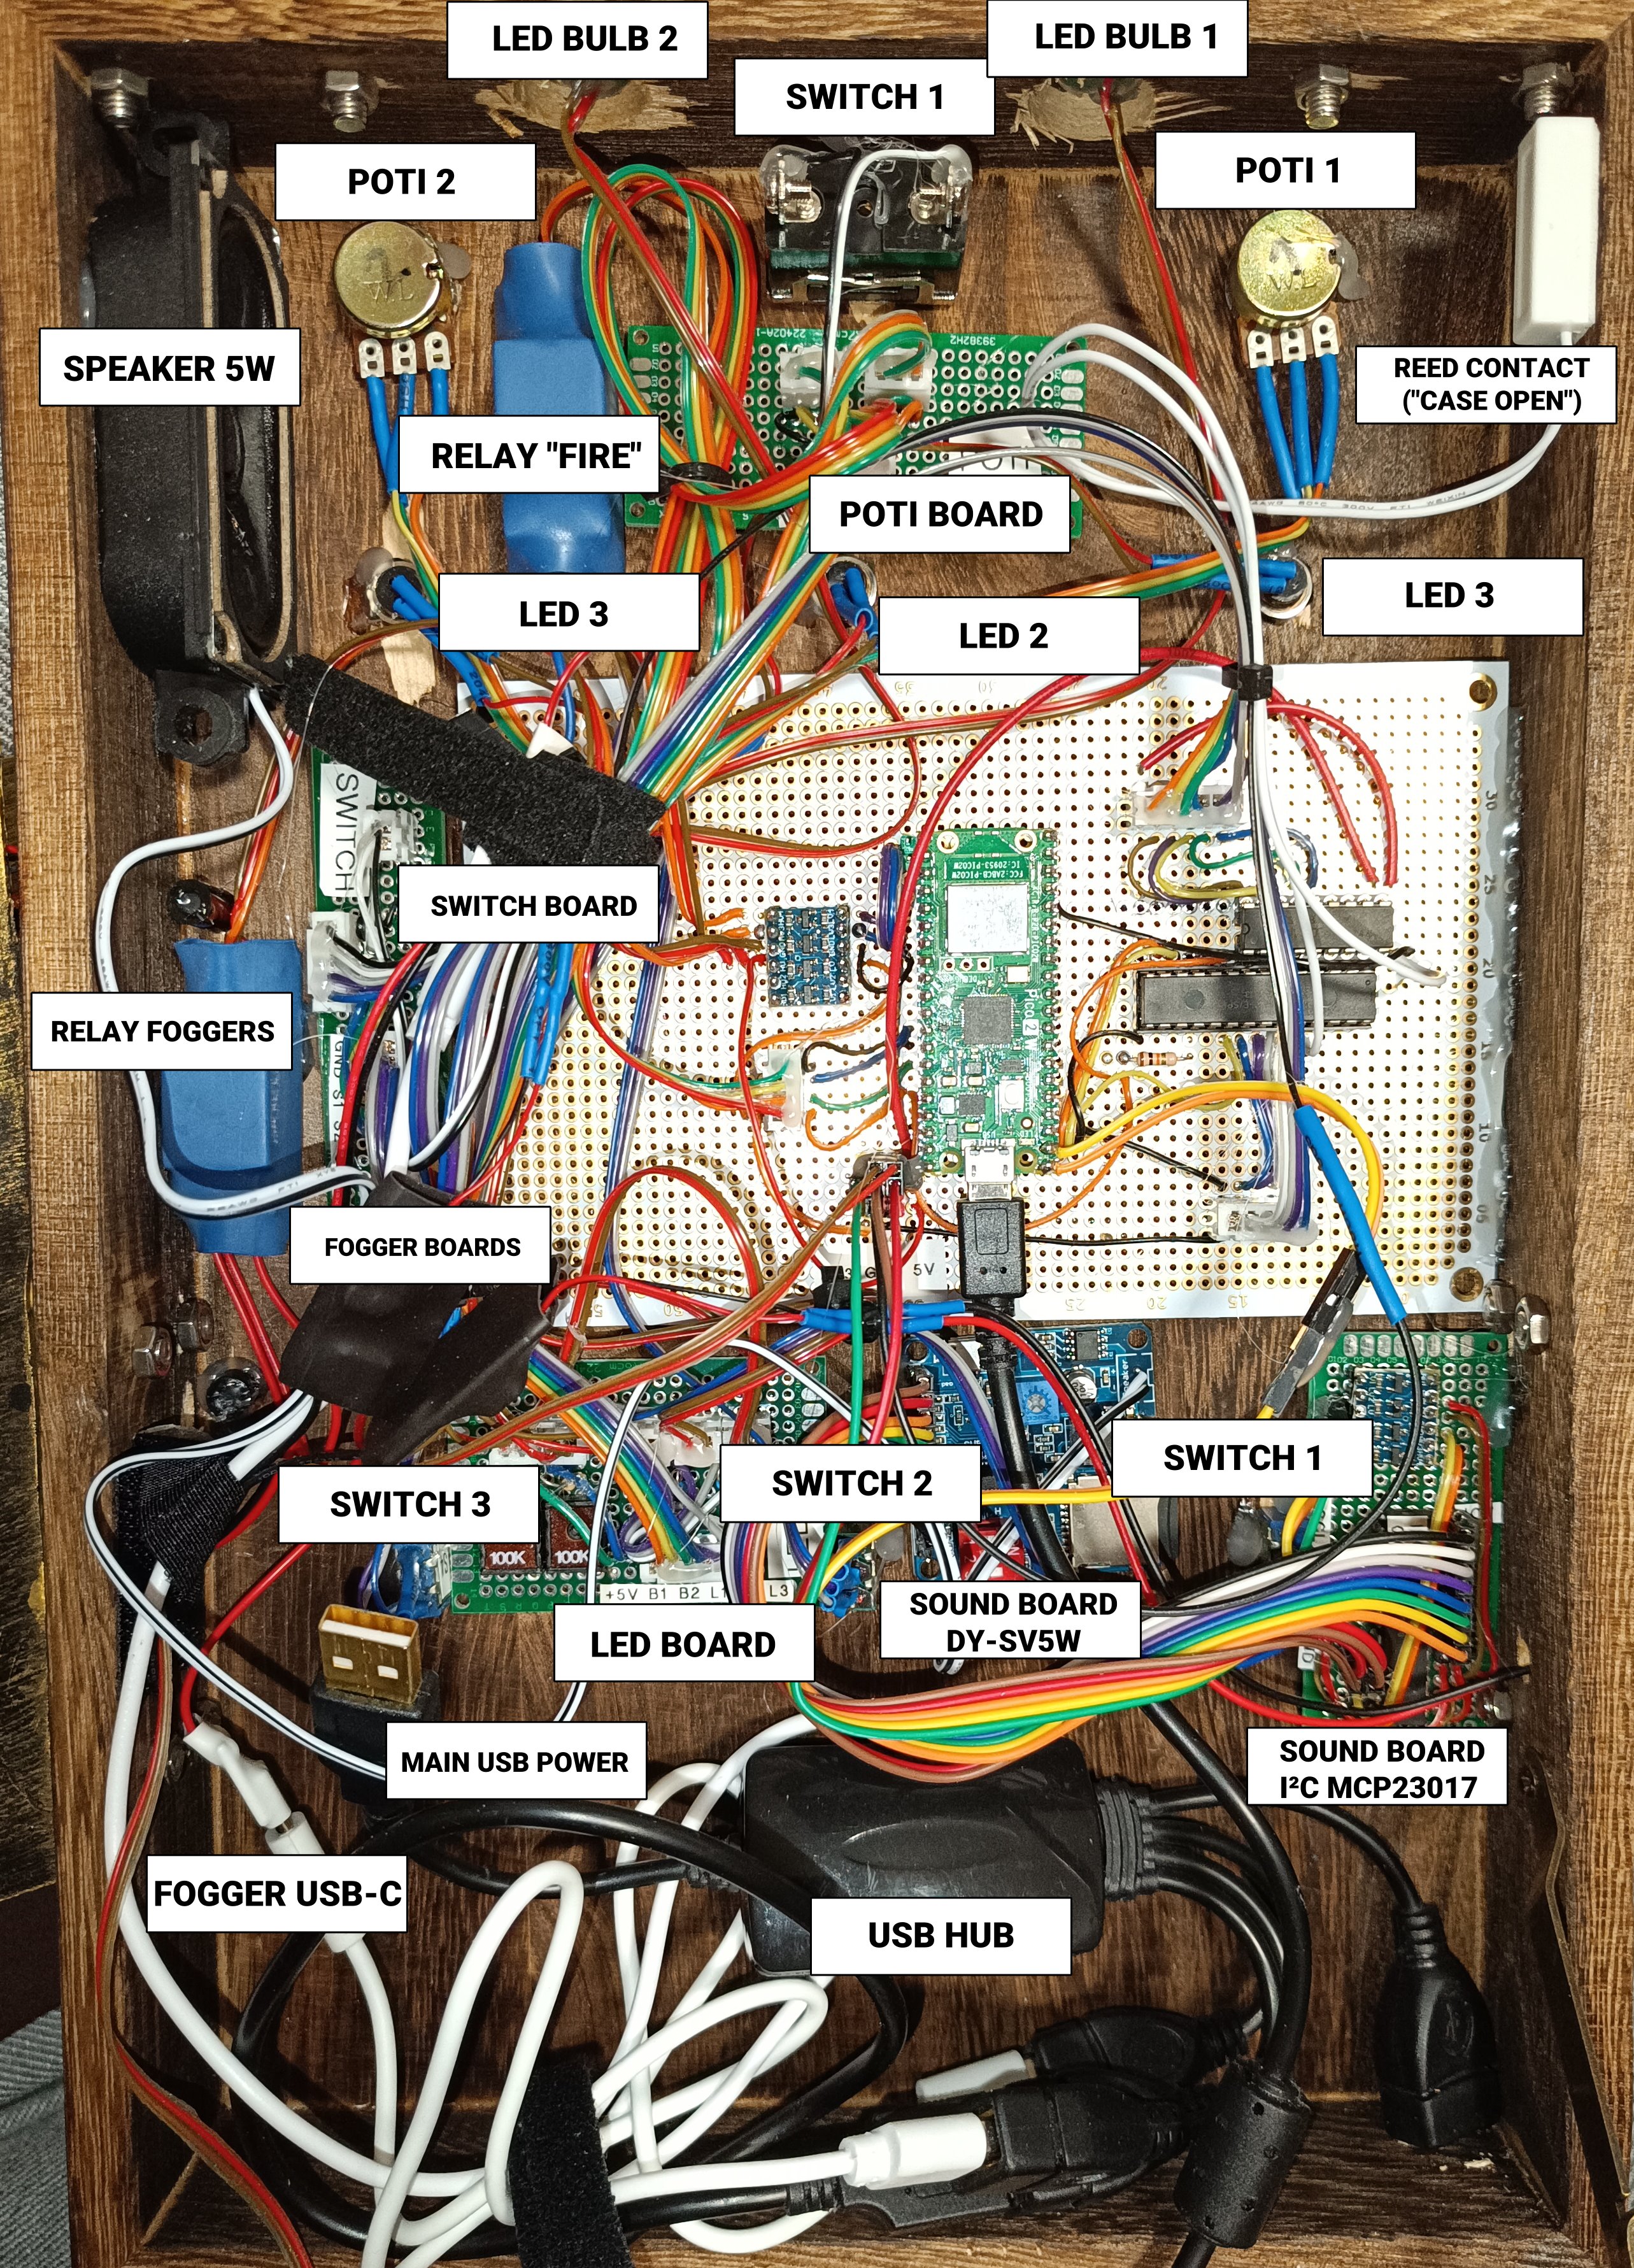 LED BULB 2
LED BULB 1
SWITCH 1
POTI 2
POTI 1
SPEAKER 5W
REED CONTACT
("CASE OPEN")
RELAY "FIRE"
POTI BOARD
LED 3
LED 2
LED 3
SWITCH
SWITCH BOARD
RELAY FOGGERS
Pico 2 W
FOGGER BOARDS
5V
SWITCH 1
SWITCH 2
SWITCH 3
100K
100K
+5V B1 B2 L1
L3
SOUND BOARD
DY-SV5W
LED BOARD
MAIN USB POWER
SOUND BOARD
I²C MCP23017
FOGGER USB-C
USB HUB